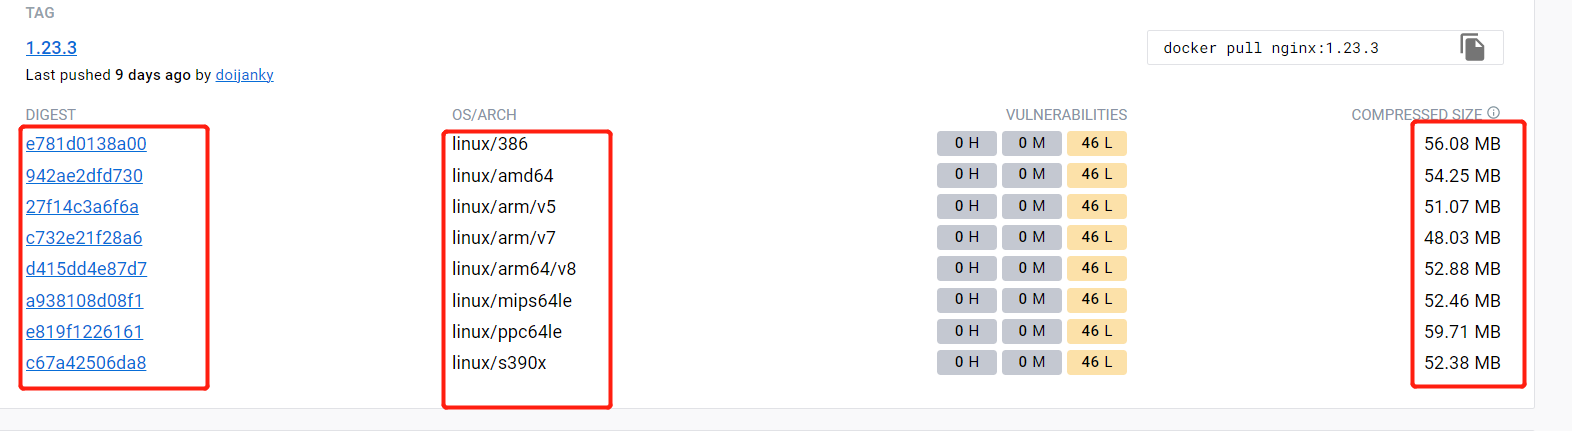 TAG
1.23.3
docker pull nginx:1.23.3
Last pushed 9 days ago by doijanky
DIGEST OS/ARCH VULNERABILITIES COMPRESSED SIZE
e781d0138a00 linux/386 0 H 0 M 46 L 56.08 MB
942ae2dfd730 linux/amd64 0 H 0 M 46 L 54.25 MB
27f14c3a6f6a linux/arm/v5 0 H 0 M 46 L 51.07 MB
c732e21f28a6 linux/arm/v7 0 H 0 M 46 L 48.03 MB
d415dd4e87d7 linux/arm64/v8 0 H 0 M 46 L 52.88 MB
a938108d08f1 linux/mips64le 0 H 0 M 46 L 52.46 MB
e819f1226161 linux/ppc64le 0 H 0 M 46 L 59.71 MB
c67a42506da8 linux/s390x 0 H 0 M 46 L 52.38 MB